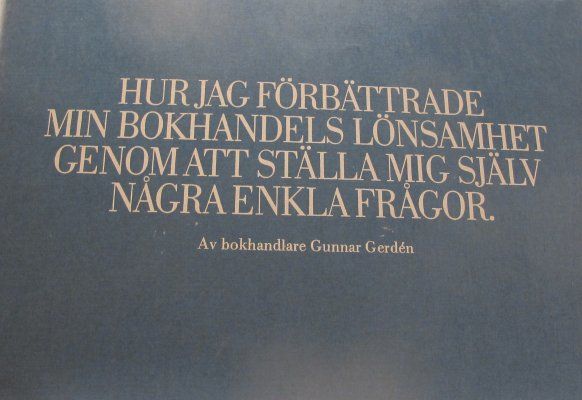 HUR JAG FÖRBÄTTRADE
MIN BOKHANDELS LÖNSAMHET
GENOM ATT STÄLLA MIG SJÄLV
NÅGRA ENKLA FRÅGOR.
Av bokhandlare Gunnar Gerdén